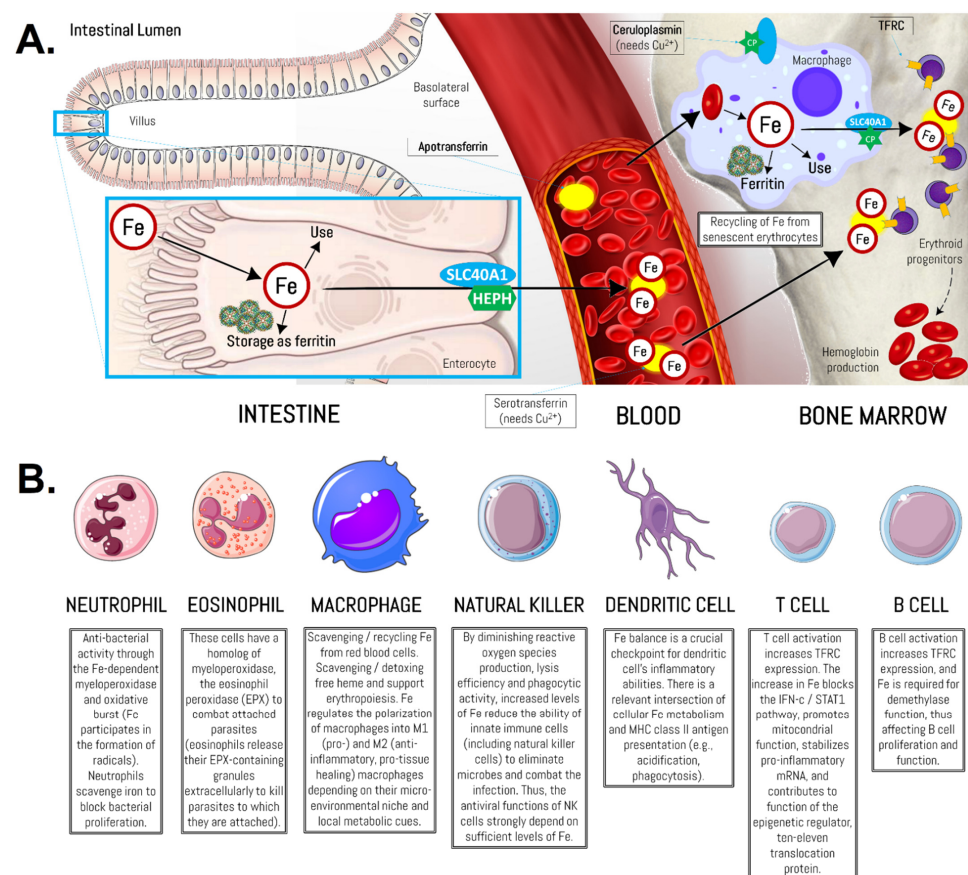 A.
Intestinal Lumen
Villus
Basolateral
surface
Apotransferrin
Ceruloplasmin
(needs Cu2+)
CP
Macrophage
TFRC
Fe
SLC40A1
CP
Fe
Fe
Ferritin
Use
Recycling of Fe from
senescent erythrocytes
Fe
Fe
Erythroid
progenitors
Hemoglobin
production
Fe
Use
Fe
SLC40A1
HEPH
Storage as ferritin
Enterocyte
Fe
Fe
Fe
Fe
Serotransferrin
(needs Cu2+)
INTESTINE
BLOOD
BONE MARROW
B.
NEUTROPHIL
Anti-bacterial
activity through
the Fe-dependent
myeloperoxidase
and oxidative
burst (Fe
participates in
the formation of
radicals).
Neutrophils
scavenge iron to
block bacterial
proliferation.
EOSINOPHIL
These cells have a
homolog of
myeloperoxidase,
the eosinophil
peroxidase (EPX) to
combat attached
parasites
(eosinophils release
their EPX-containing
granules
extracellularly to kill
parasites to which
they are attached).
MACROPHAGE
Scavenging / recycling Fe
from red blood cells.
Scavenging / detoxing
free heme and support
erythropoiesis. Fe
regulates the polarization
of macrophages into M1
(pro-) and M2 (anti-
inflammatory, pro-tissue
healing) macrophages
depending on their micro-
environmental niche and
local metabolic cues.
NATURAL KILLER
By diminishing reactive
oxygen species
production, lysis
efficiency and phagocytic
activity, increased levels
of Fe reduce the ability of
innate immune cells
(including natural killer
cells) to eliminate
microbes and combat the
infection. Thus, the
antiviral functions of NK
cells strongly depend on
sufficient levels of Fe.
DENDRITIC CELL
Fe balance is a crucial
checkpoint for dendritic
cell's inflammatory
abilities. There is a
relevant intersection of
cellular Fe metabolism
and MHC class II antigen
presentation (e.g.,
acidification,
phagocytosis).
T CELL
T cell activation
increases TFRC
expression. The
increase in Fe blocks
the IFN-c / STAT1
pathway, promotes
mitocondrial
function, stabilizes
pro-inflammatory
mRNA, and
contributes to
function of the
epigenetic regulator,
ten-eleven
translocation
protein.
B CELL
B cell activation
increases TFRC
expression, and
Fe is required for
demethylase
function, thus
affecting B cell
proliferation and
function.